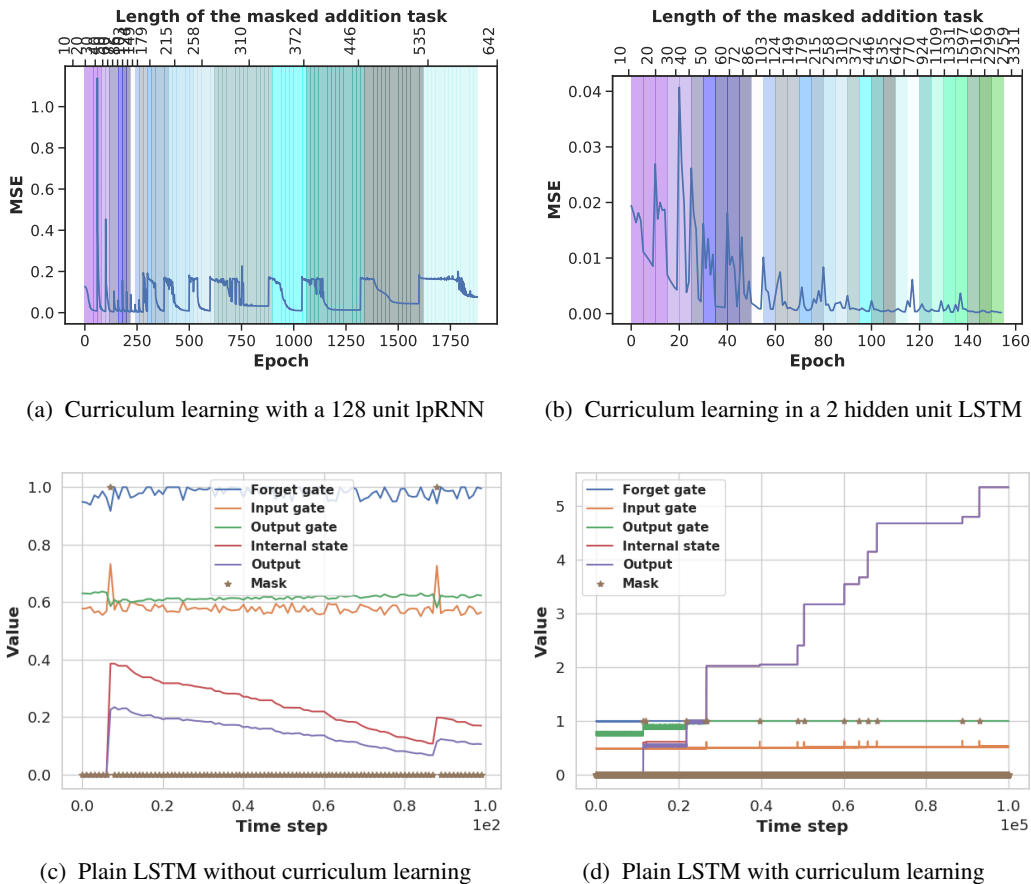 Length of the masked addition task
10 20 30 40 50 60 72 86 103 124 149 179 215 258 310 372 446 535 642
MSE
1.0
0.8
0.6
0.4
0.2
0.0
0 250 500 750 1000 1250 1500 1750
Epoch
(a) Curriculum learning with a 128 unit lpRNN
Length of the masked addition task
10 20 30 40 50 60 72 86 103 124 149 179 215 258 310 372 446 535 642 770 924 1109 1331 1597 1916 2299 2759 3311
MSE
0.04
0.03
0.02
0.01
0.00
0 20 40 60 80 100 120 140 160
Epoch
(b) Curriculum learning in a 2 hidden unit LSTM
Value
1.0
0.8
0.6
0.4
0.2
0.0
Forget gate
Input gate
Output gate
Internal state
Output
Mask
0.0 0.2 0.4 0.6 0.8 1.0
1e2
Time step
(c) Plain LSTM without curriculum learning
Value
5
4
3
2
1
0
Forget gate
Input gate
Output gate
Internal state
Output
Mask
0.0 0.2 0.4 0.6 0.8 1.0
1e5
Time step
(d) Plain LSTM with curriculum learning